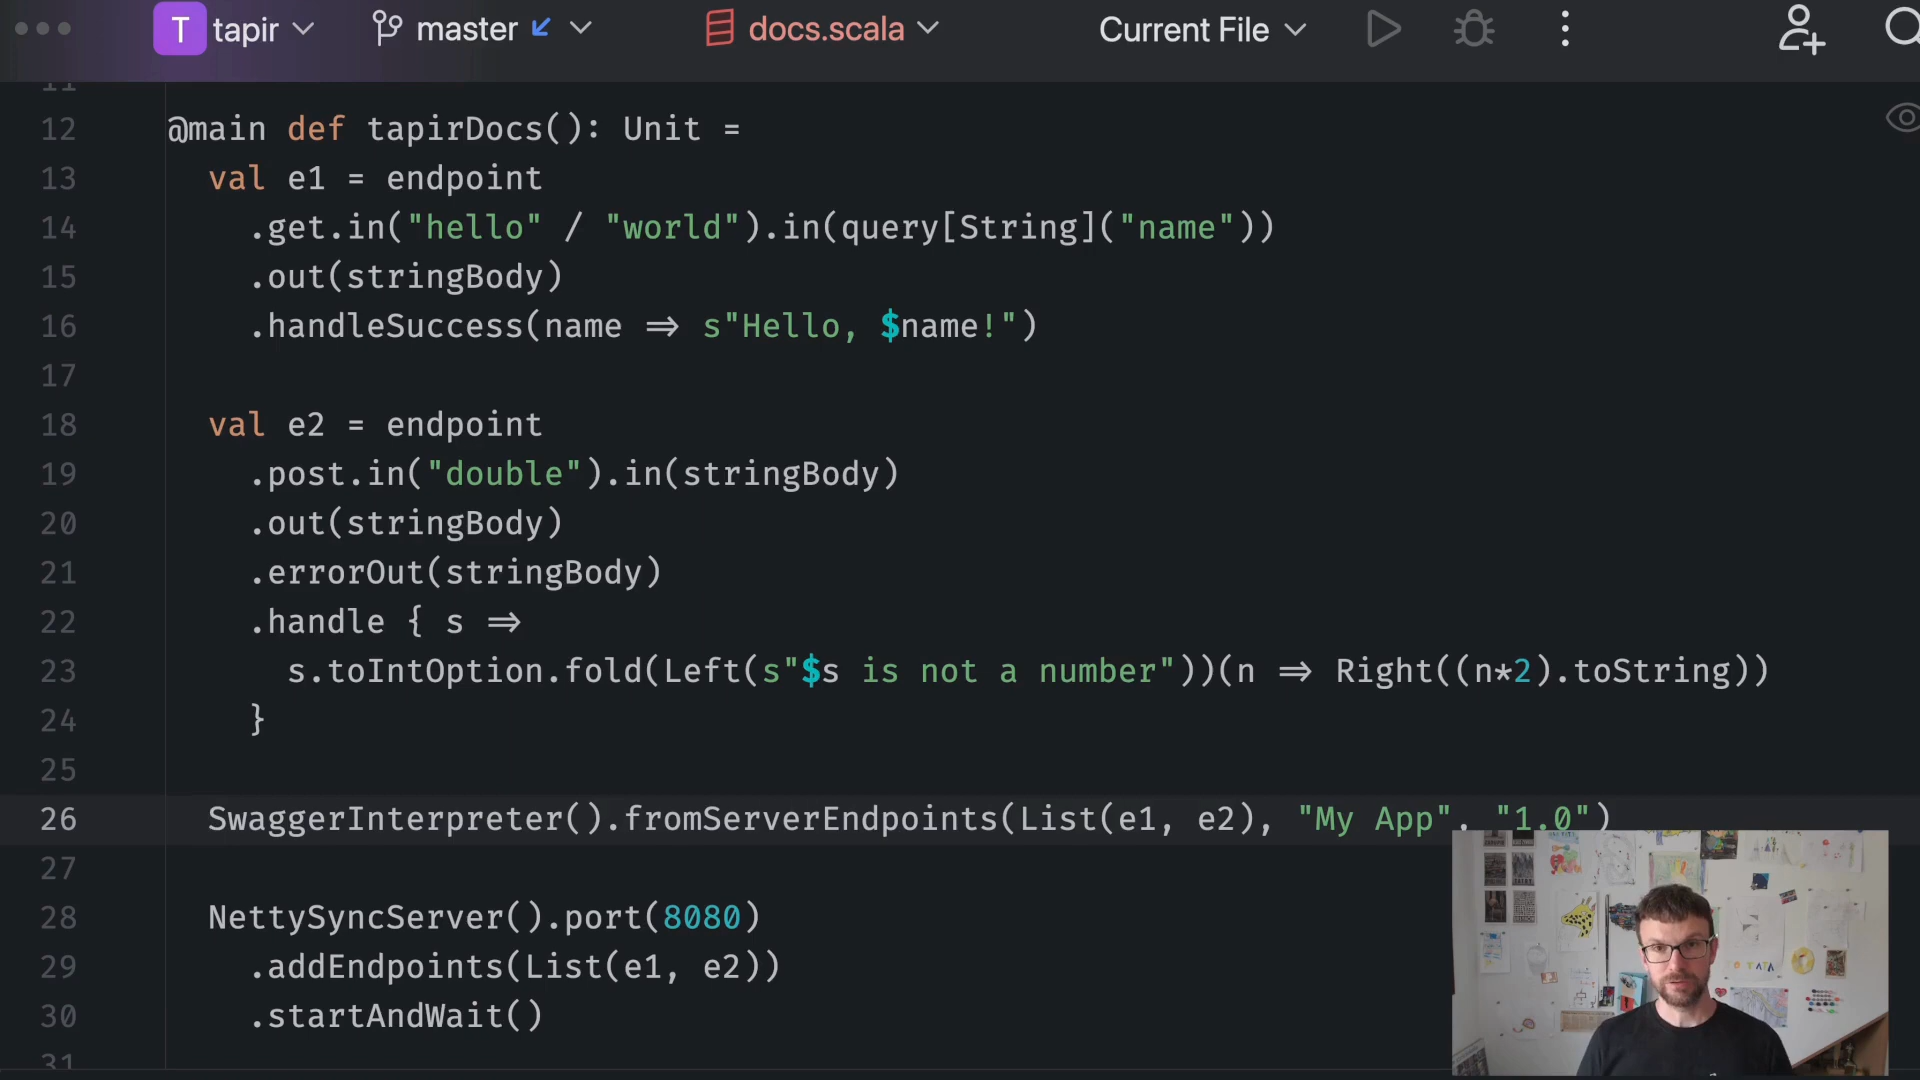 T tapir master docs.scala Current File
11
12 @main def tapirDocs(): Unit =
13 val e1 = endpoint
14 .get.in("hello" / "world").in(query[String]("name"))
15 .out(stringBody)
16 .handleSuccess(name ⇒ s"Hello, $name!")
17
18 val e2 = endpoint
19 .post.in("double").in(stringBody)
20 .out(stringBody)
21 .errorOut(stringBody)
22 .handle { s ⇒
23 s.toIntOption.fold(Left(s"$s is not a number"))(n ⇒ Right((n*2).toString))
24 }
25
26 SwaggerInterpreter().fromServerEndpoints(List(e1, e2), "My App", "1.0")
27
28 NettySyncServer().port(8080)
29 .addEndpoints(List(e1, e2))
30 .startAndWait()
31